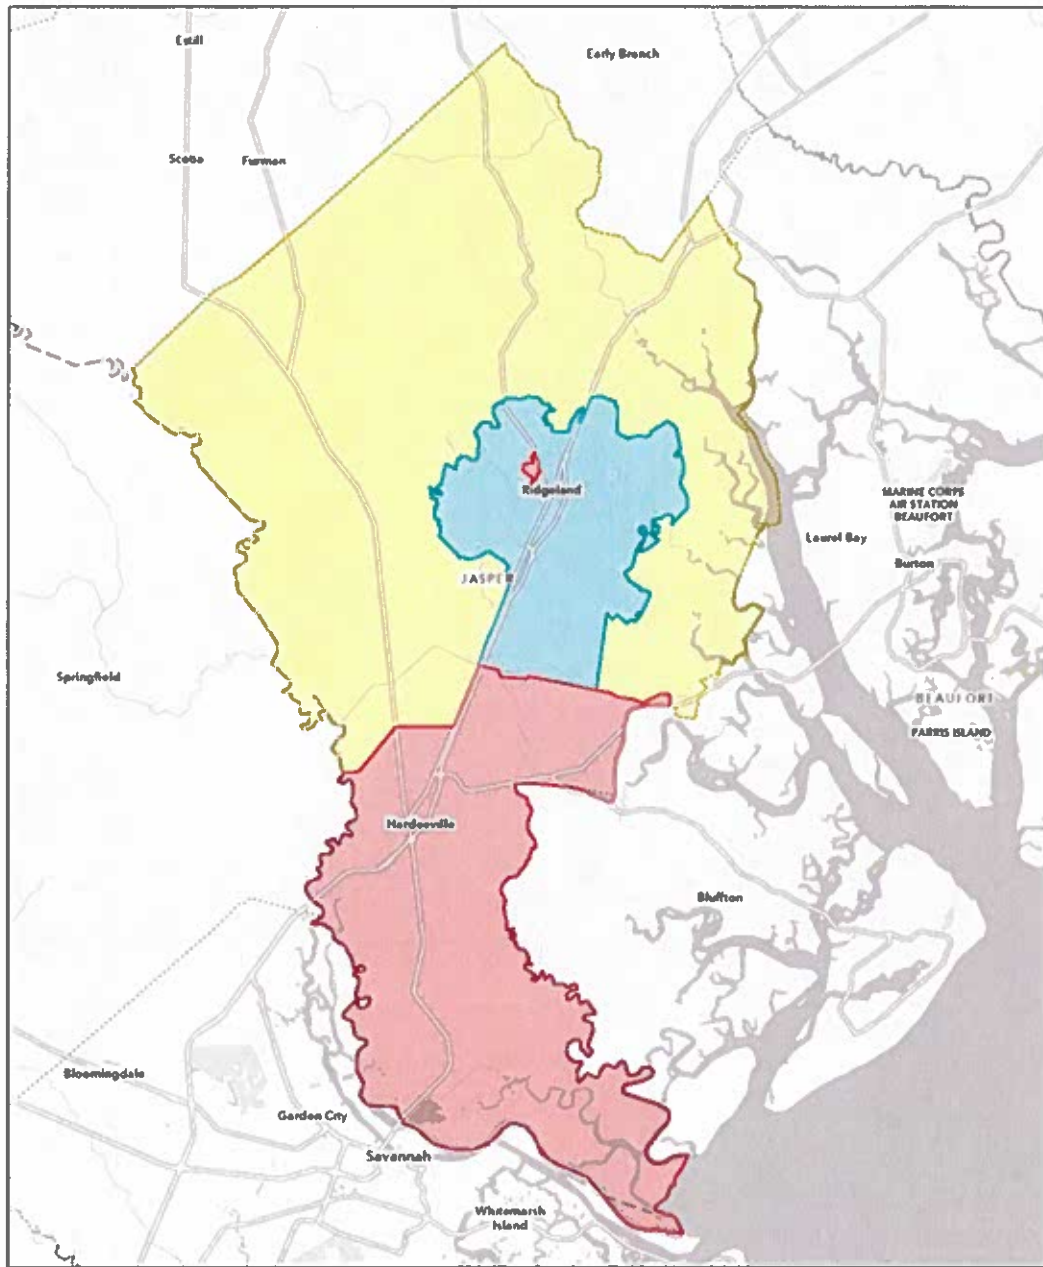 Estill
Early Branch
Scotia
Furman
Ridgeland
MARINE CORPS
AIR STATION
BEAUFORT
Laurel Bay
Burton
JASPER
Springfield
BEAUFORT
PARRIS ISLAND
Hardeeville
Bluffton
Bloomingdale
Garden City
Savannah
Whitemarsh
Island